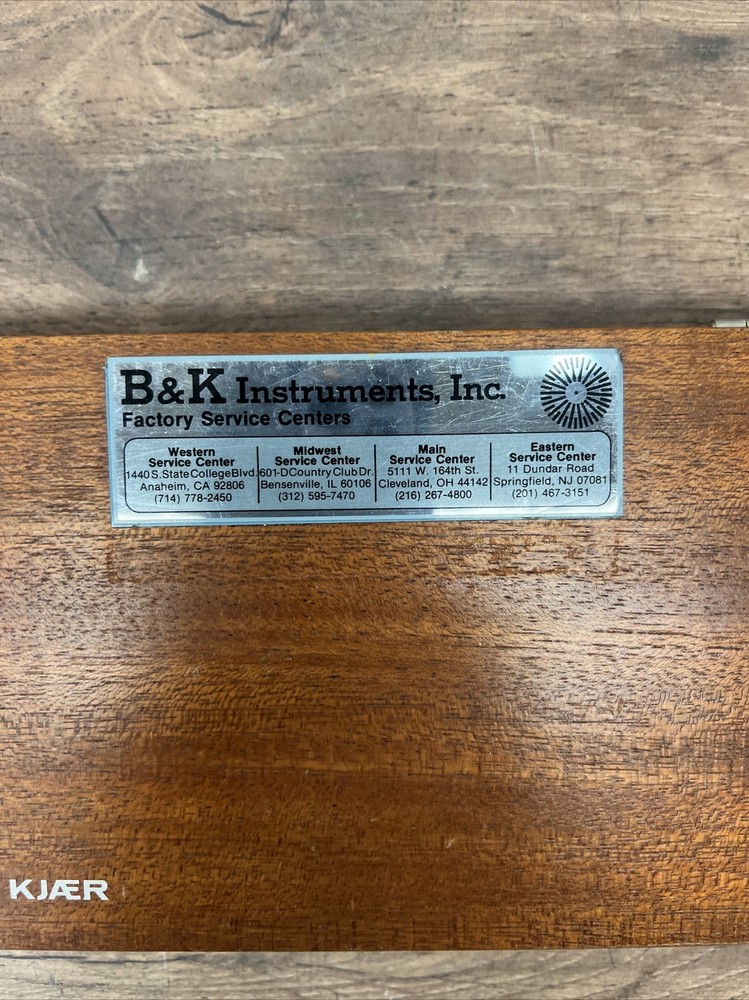 B&K Instruments, Inc.
Factory Service Centers
Western
Service Center
1440 S. State College Blvd.
Anaheim, CA 92806
(714) 778-2450
Midwest
Service Center
601-D Country Club Dr.
Bensenville, IL 60106
(312) 595-7470
Main
Service Center
5111 W. 164th St.
Cleveland, OH 44142
(216) 267-4800
Eastern
Service Center
11 Dundar Road
Springfield, NJ 07081
(201) 467-3151
KJÆR